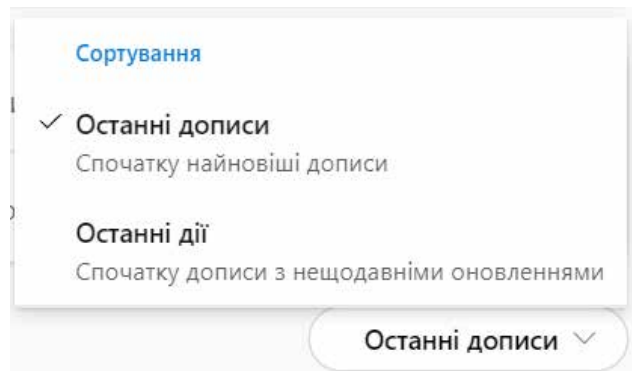 Сортування
Останні дописи
Спочатку найновіші дописи
Останні дії
Спочатку дописи з нещодавніми оновленнями
Останні дописи